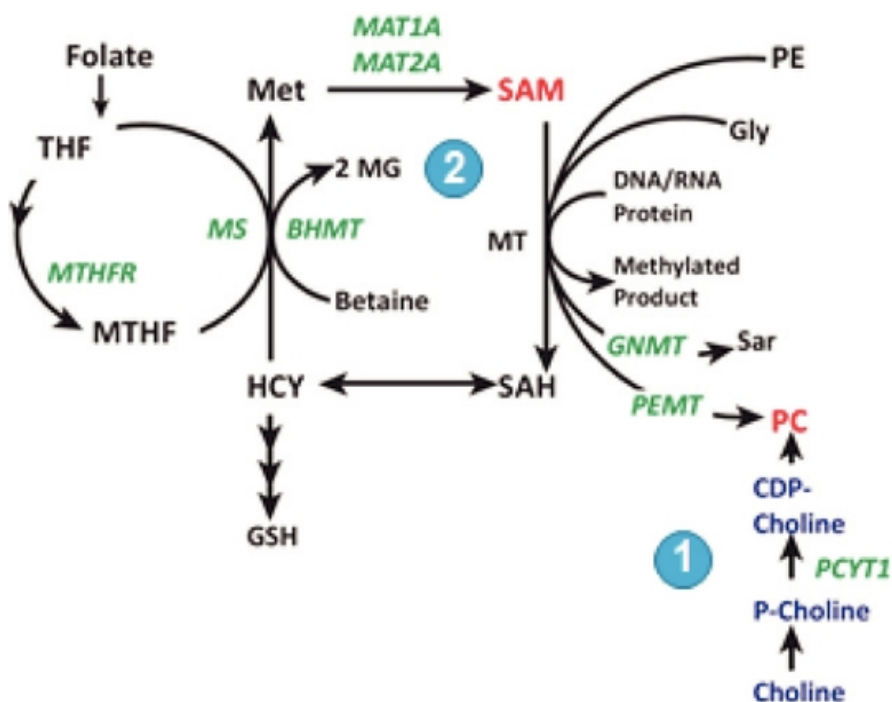 MAT1A
MAT2A
Folate
Met
SAM
PE
THF
2 MG
2
Gly
DNA/RNA
Protein
MS
BHMT
MT
MTHFR
Methylated
Product
Betaine
MTHF
GNMT
Sar
HCY
SAH
PEMT
PC
CDP-
Choline
GSH
1
PCYT1
P-Choline
Choline